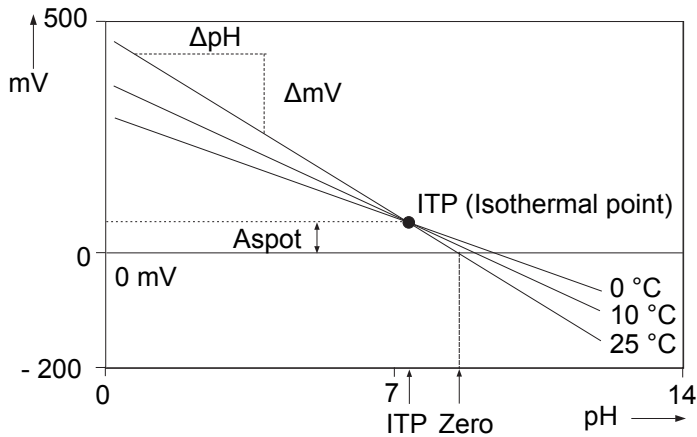 500
ΔpH
mV
ΔmV
ITP (Isothermal point)
Aspot
0
0 mV
0 °C
10 °C
25 °C
- 200
0
7
14
ITP Zero
pH